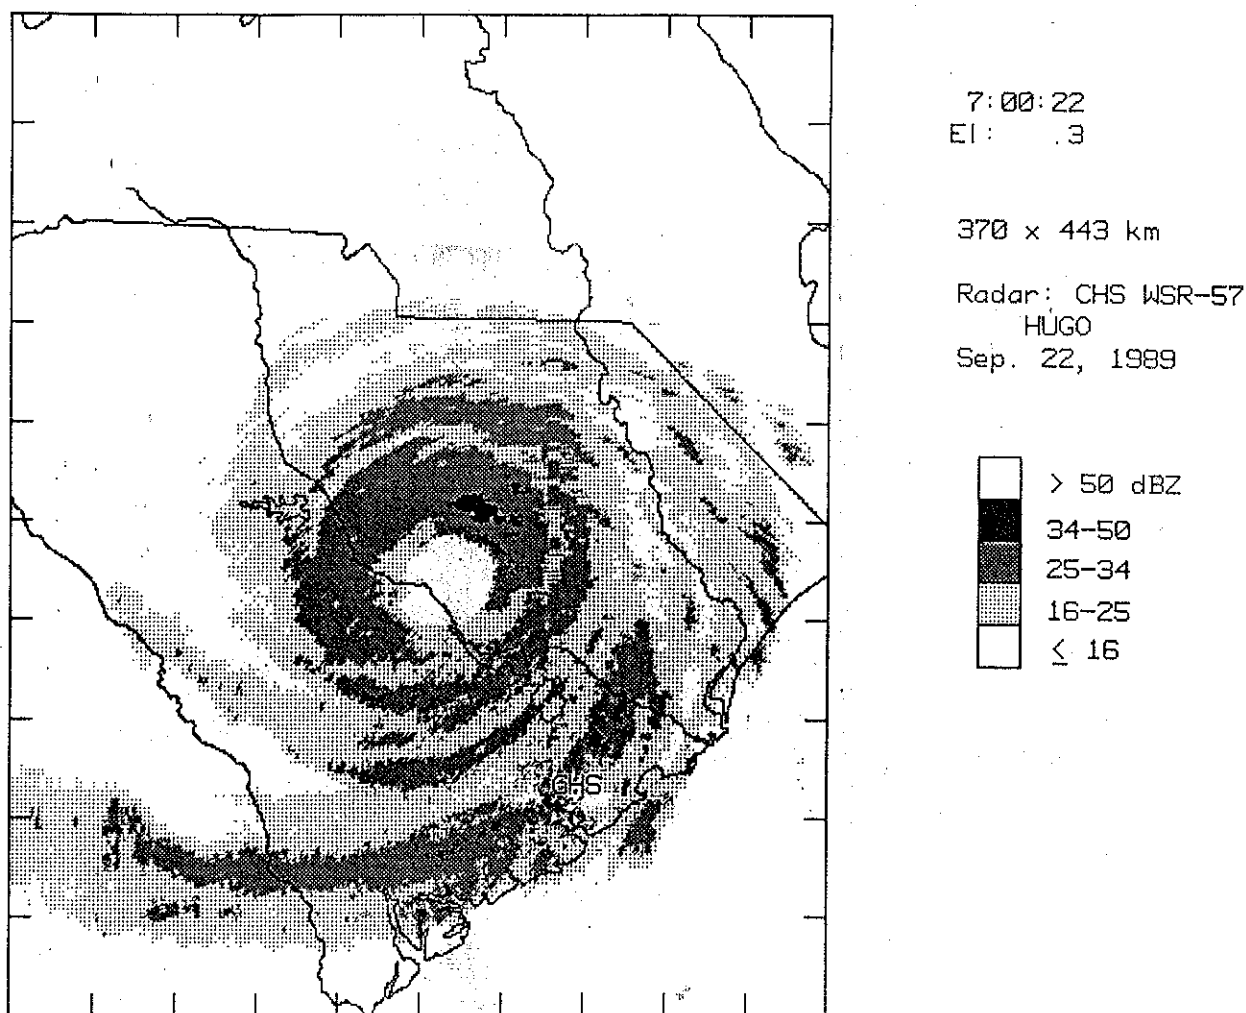 7:00:22
El: .3
370 x 443 km
Radar: CHS WSR-57
HUGO
Sep. 22, 1989
> 50 dBZ
34-50
25-34
16-25
≤ 16
CHS